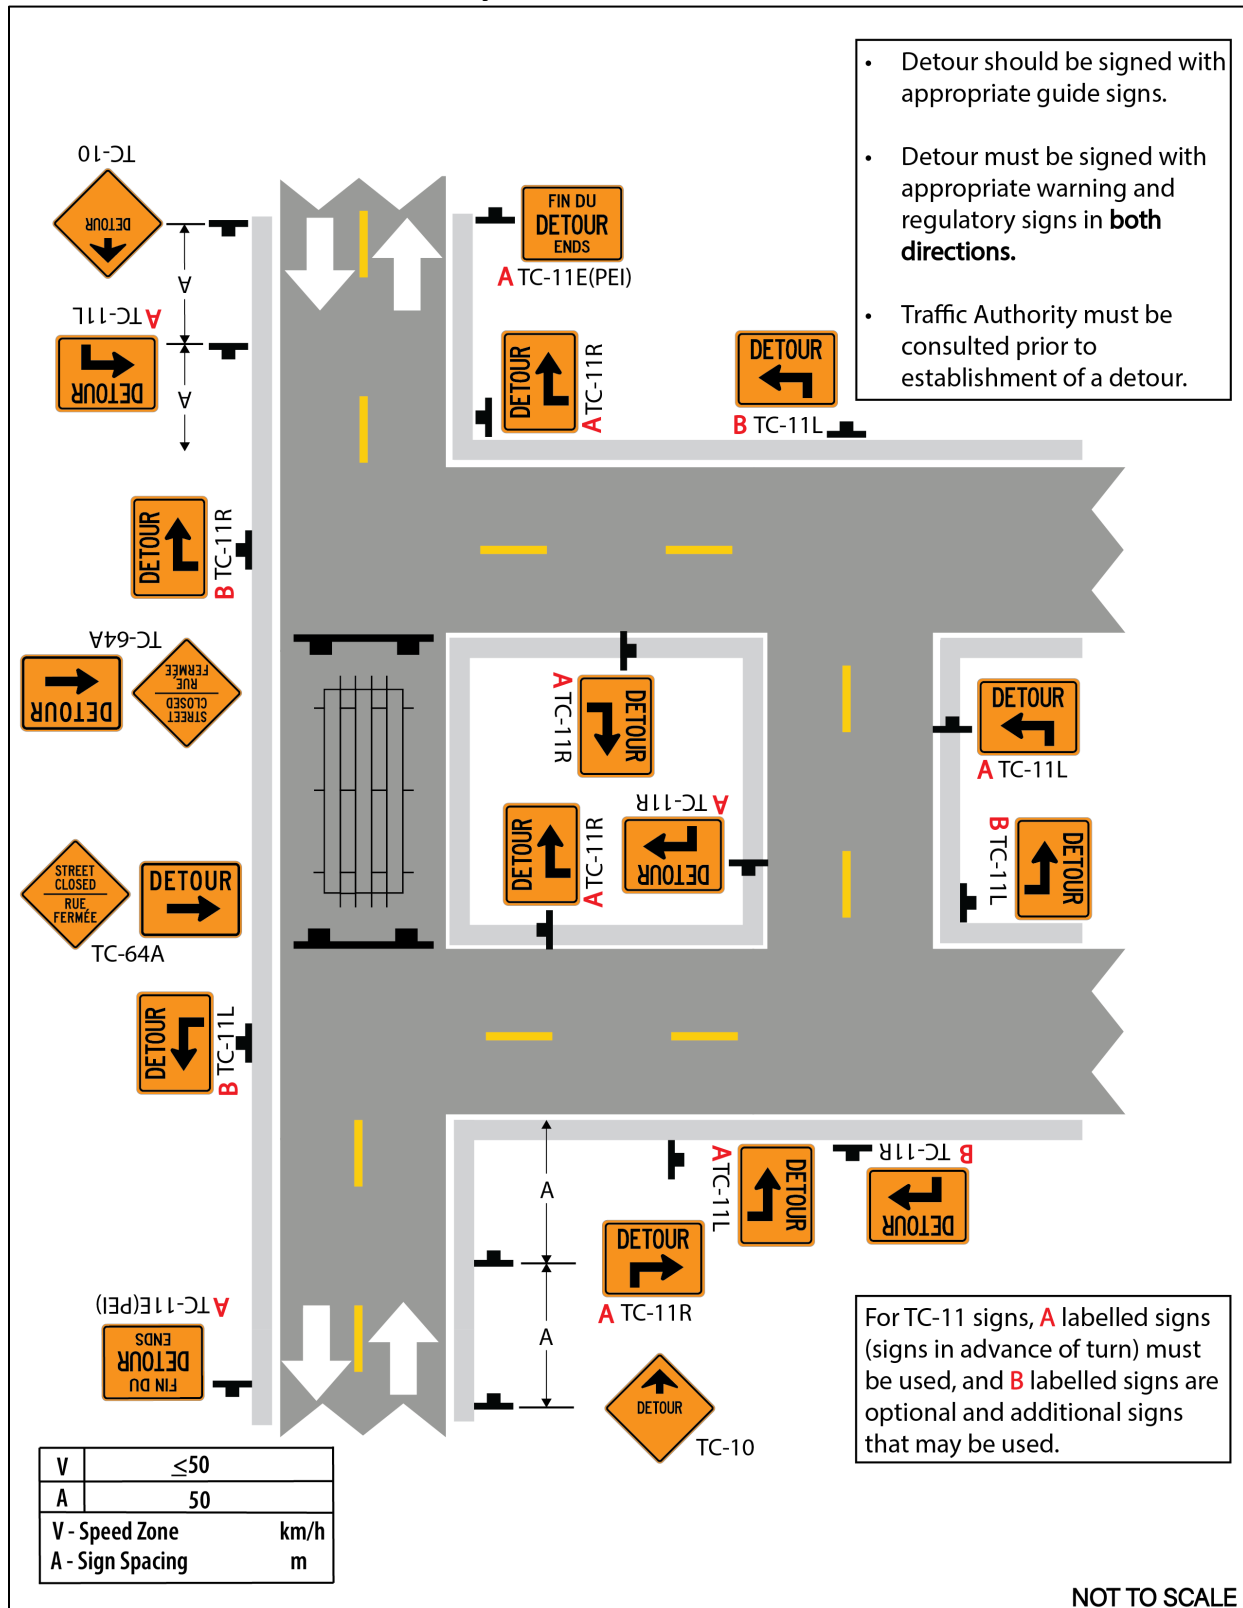 • Detour should be signed with
appropriate guide signs.
• Detour must be signed with
appropriate warning and
regulatory signs in both
directions.
• Traffic Authority must be
consulted prior to
establishment of a detour.
TC-10
DETOUR
A
A TC-11L
DETOUR
A
FIN DU
DETOUR
ENDS
A TC-11E(PEI)
DETOUR
A TC-11R
DETOUR
B TC-11L
DETOUR
B TC-11R
TC-64A
DETOUR
STREET
CLOSED
RUE
FERMÉE
DETOUR
A TC-11R
DETOUR
A TC-11L
DETOUR
A TC-11R
A TC-11R
DETOUR
B TC-11L
DETOUR
STREET
CLOSED
RUE
FERMÉE
DETOUR
TC-64A
DETOUR
B TC-11L
A
A TC-11L
DETOUR
B TC-11R
DETOUR
DETOUR
A TC-11R
A
DETOUR
TC-10
A TC-11E(PEI)
FIN DU
DETOUR
ENDS
For TC-11 signs, A labelled signs
(signs in advance of turn) must
be used, and B labelled signs are
optional and additional signs
that may be used.
V ≤50
A 50
V - Speed Zone km/h
A - Sign Spacing m
NOT TO SCALE